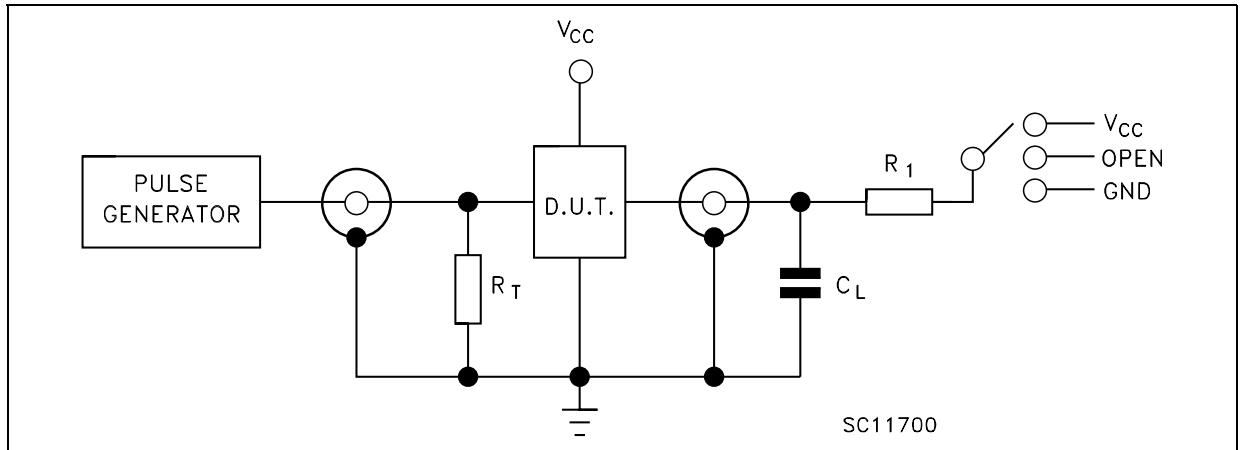 VCC
PULSE
GENERATOR
D.U.T.
RT
CL
R1
VCC
OPEN
GND
SC11700